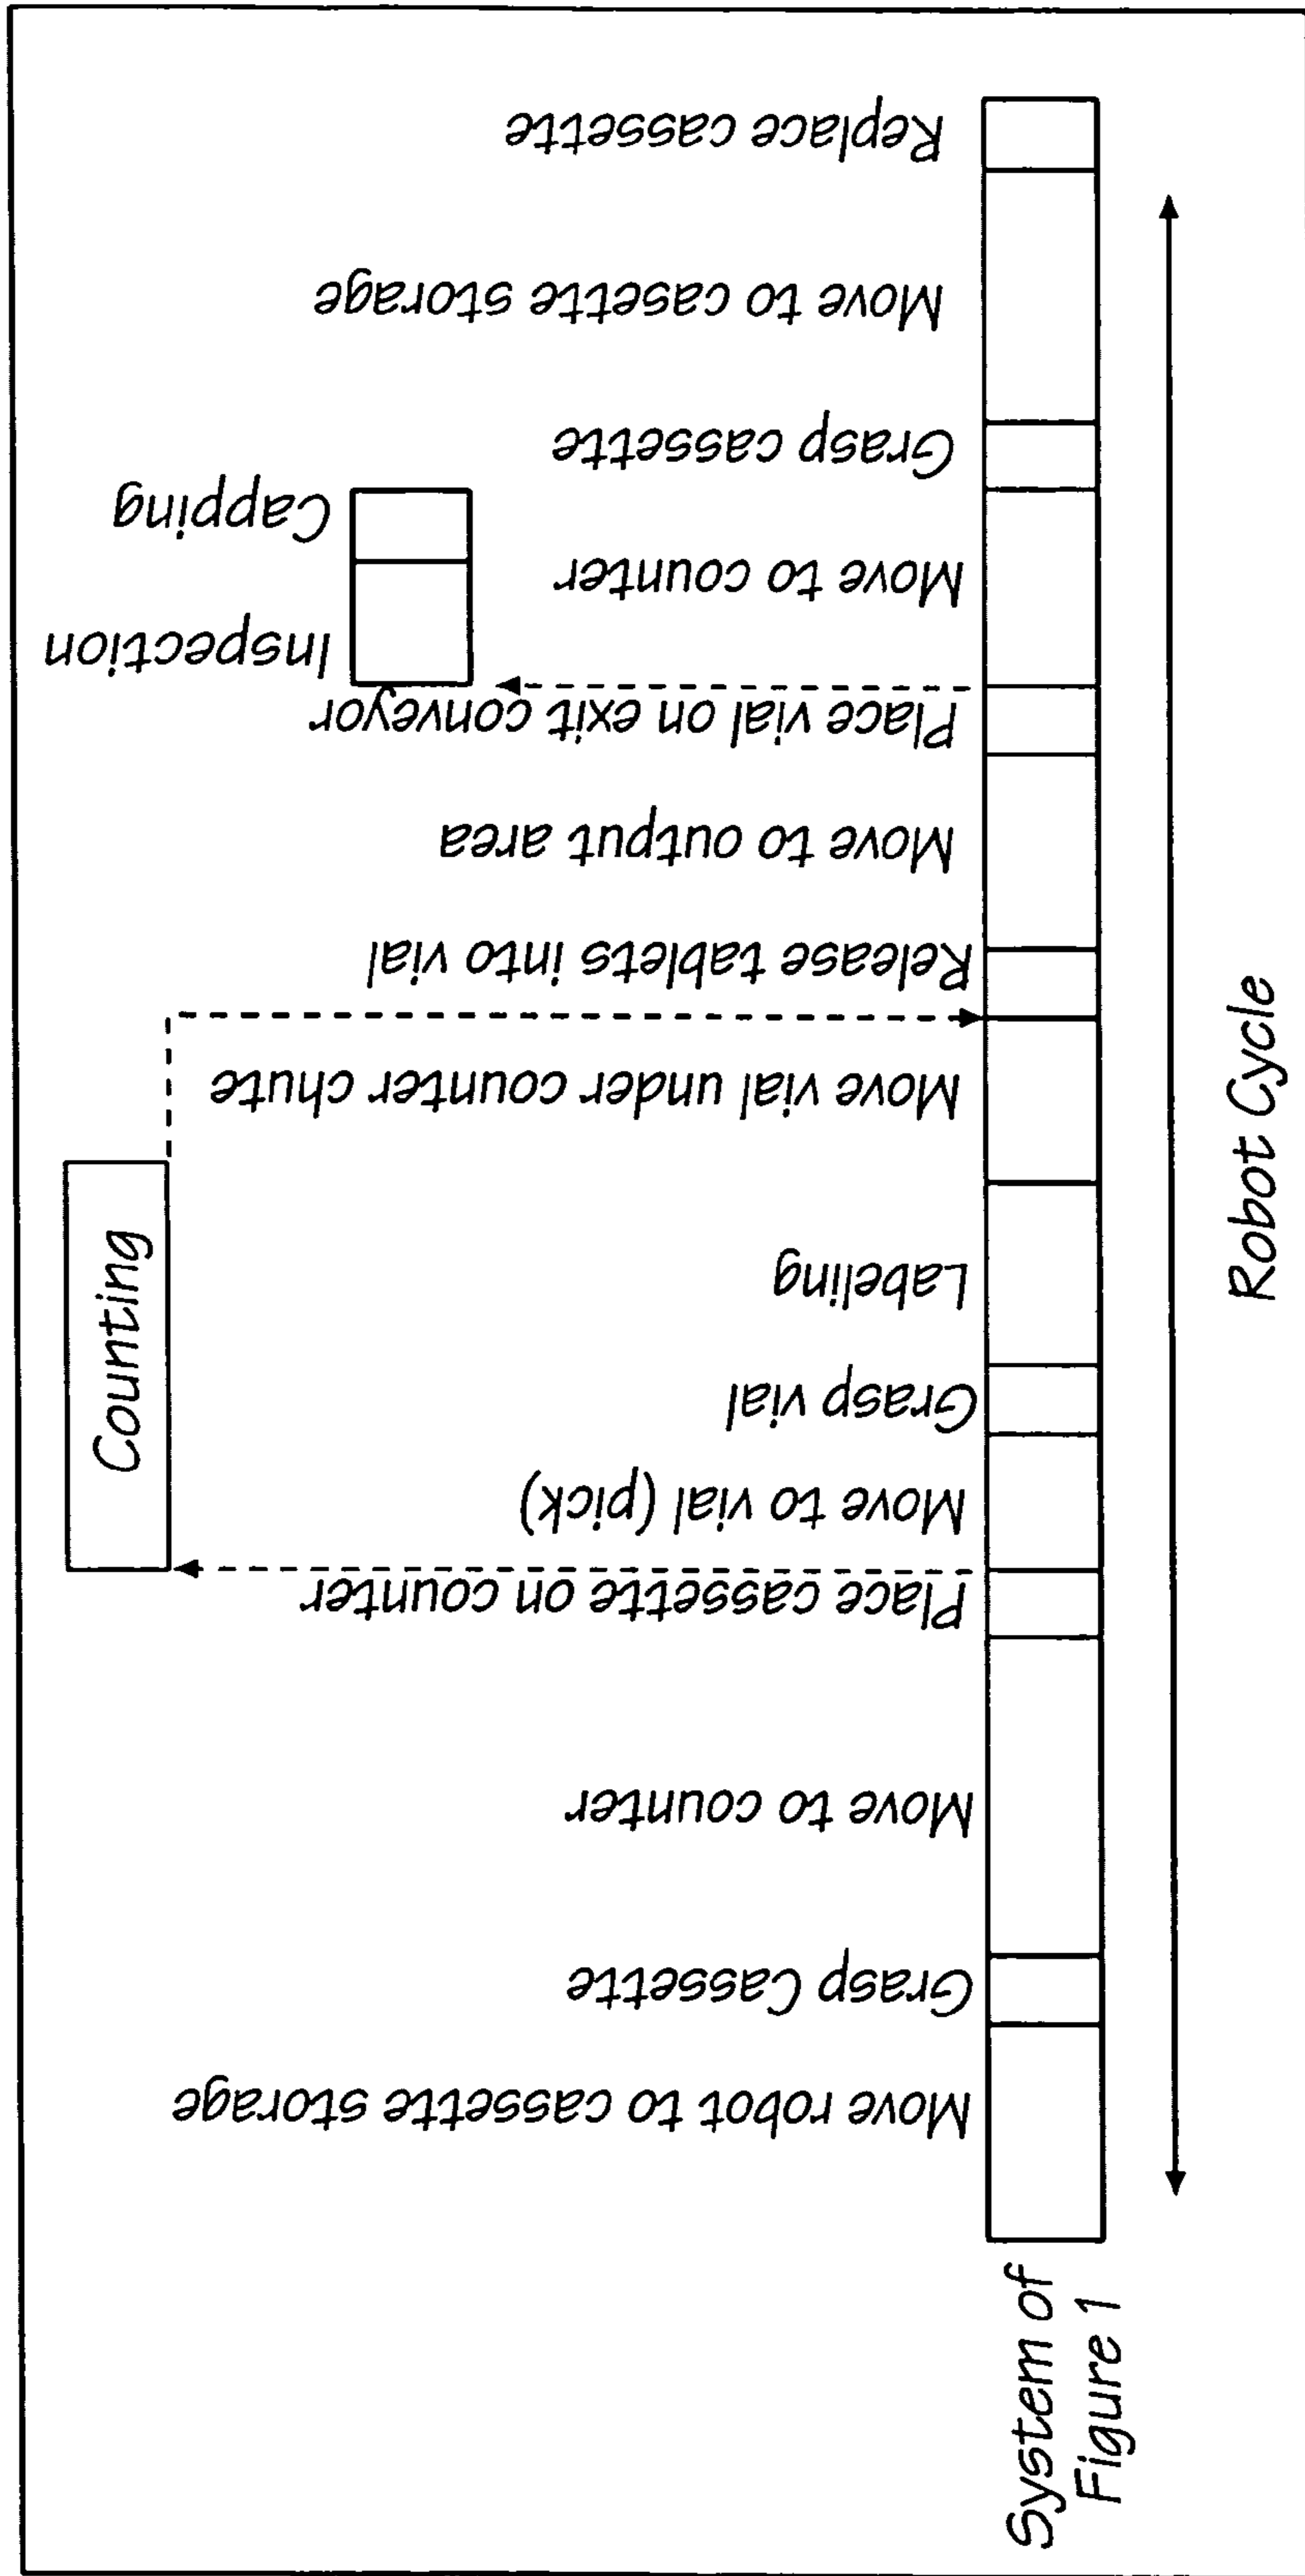 Counting
Inspection
Capping
Move robot to cassette storage
Grasp Cassette
Move to counter
Place cassette on counter
Move to vial (pick)
Grasp vial
Labeling
Move vial under counter chute
Release tablets into vial
Move to output area
Place vial on exit conveyor
Move to counter
Grasp cassette
Move to cassette storage
Replace cassette
System of
Figure 1
Robot Cycle